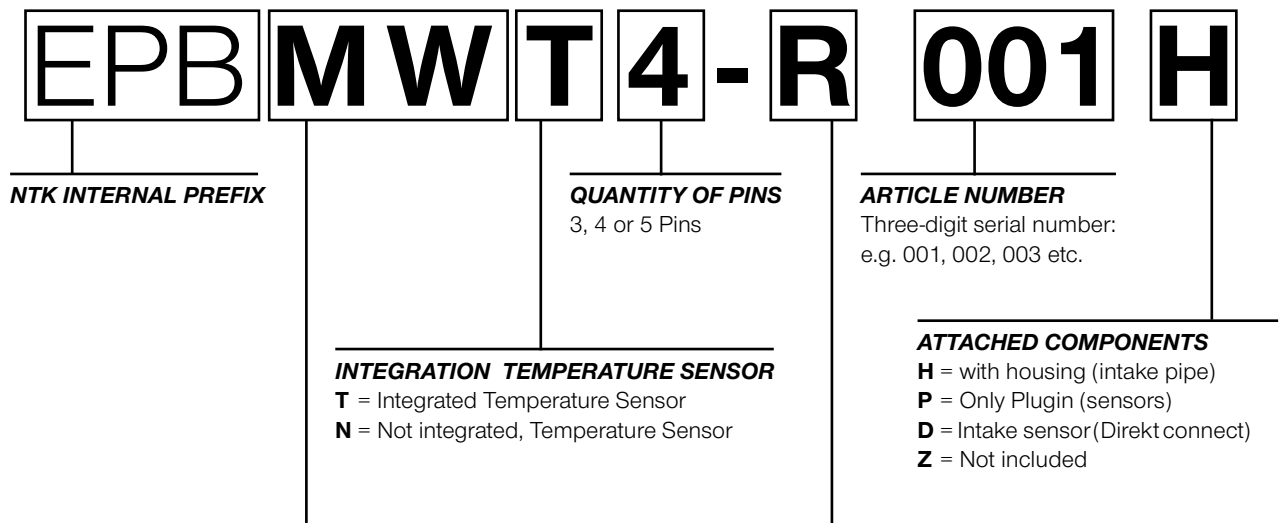 EPB MW T 4 - R 001 H
NTK INTERNAL PREFIX
QUANTITY OF PINS
3, 4 or 5 Pins
ARTICLE NUMBER
Three-digit serial number:
e.g. 001, 002, 003 etc.
INTEGRATION TEMPERATURE SENSOR
T = Integrated Temperature Sensor
N = Not integrated, Temperature Sensor
ATTACHED COMPONENTS
H = with housing (intake pipe)
P = Only Plugin (sensors)
D = Intake sensor (Direkt connect)
Z = Not included